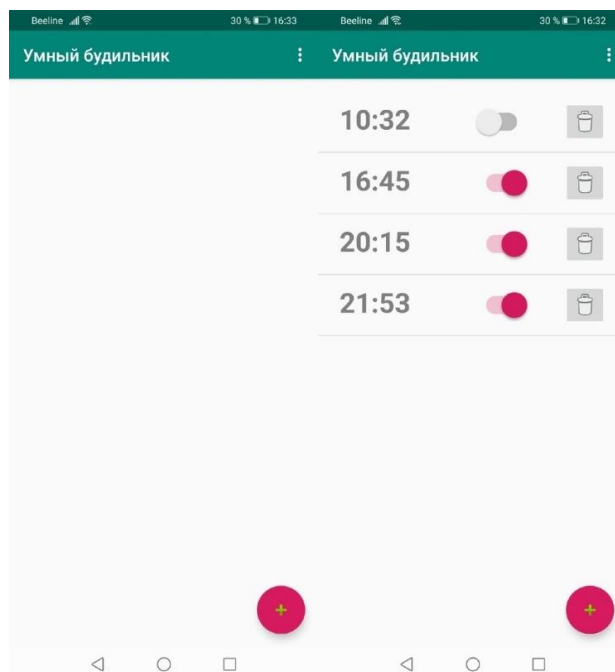 Beeline 30 % 16:33
Умный будильник
Beeline 30 % 16:32
Умный будильник
10:32
16:45
20:15
21:53